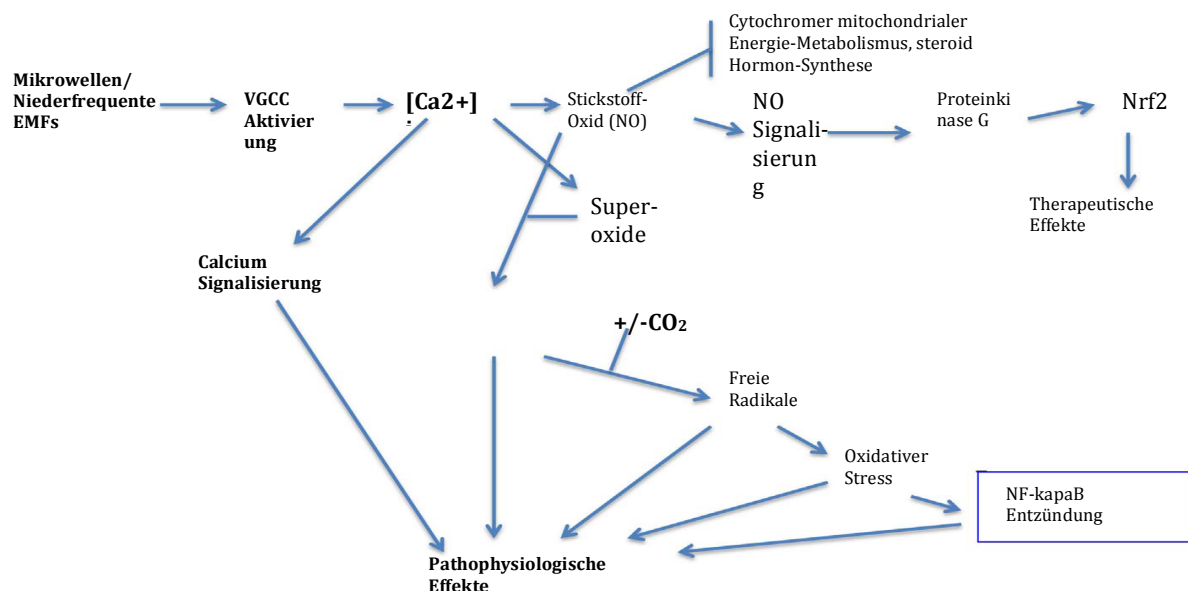 Cytochromer mitochondrialer
Energie-Metabolismus, steroid
Hormon-Synthese
Mikrowellen/
Niederfrequente
EMFs
VGCC
Aktivier
ung
[Ca2+]
Stickstoff-
Oxid (NO)
NO
Signali-
sierun
g
Proteinki
nase G
Nrf2
Therapeutische
Effekte
Super-
oxide
Calcium
Signalisierung
+/-CO₂
Freie
Radikale
Oxidativer
Stress
NF-kapaB
Entzündung
Pathophysiologische
Effekte